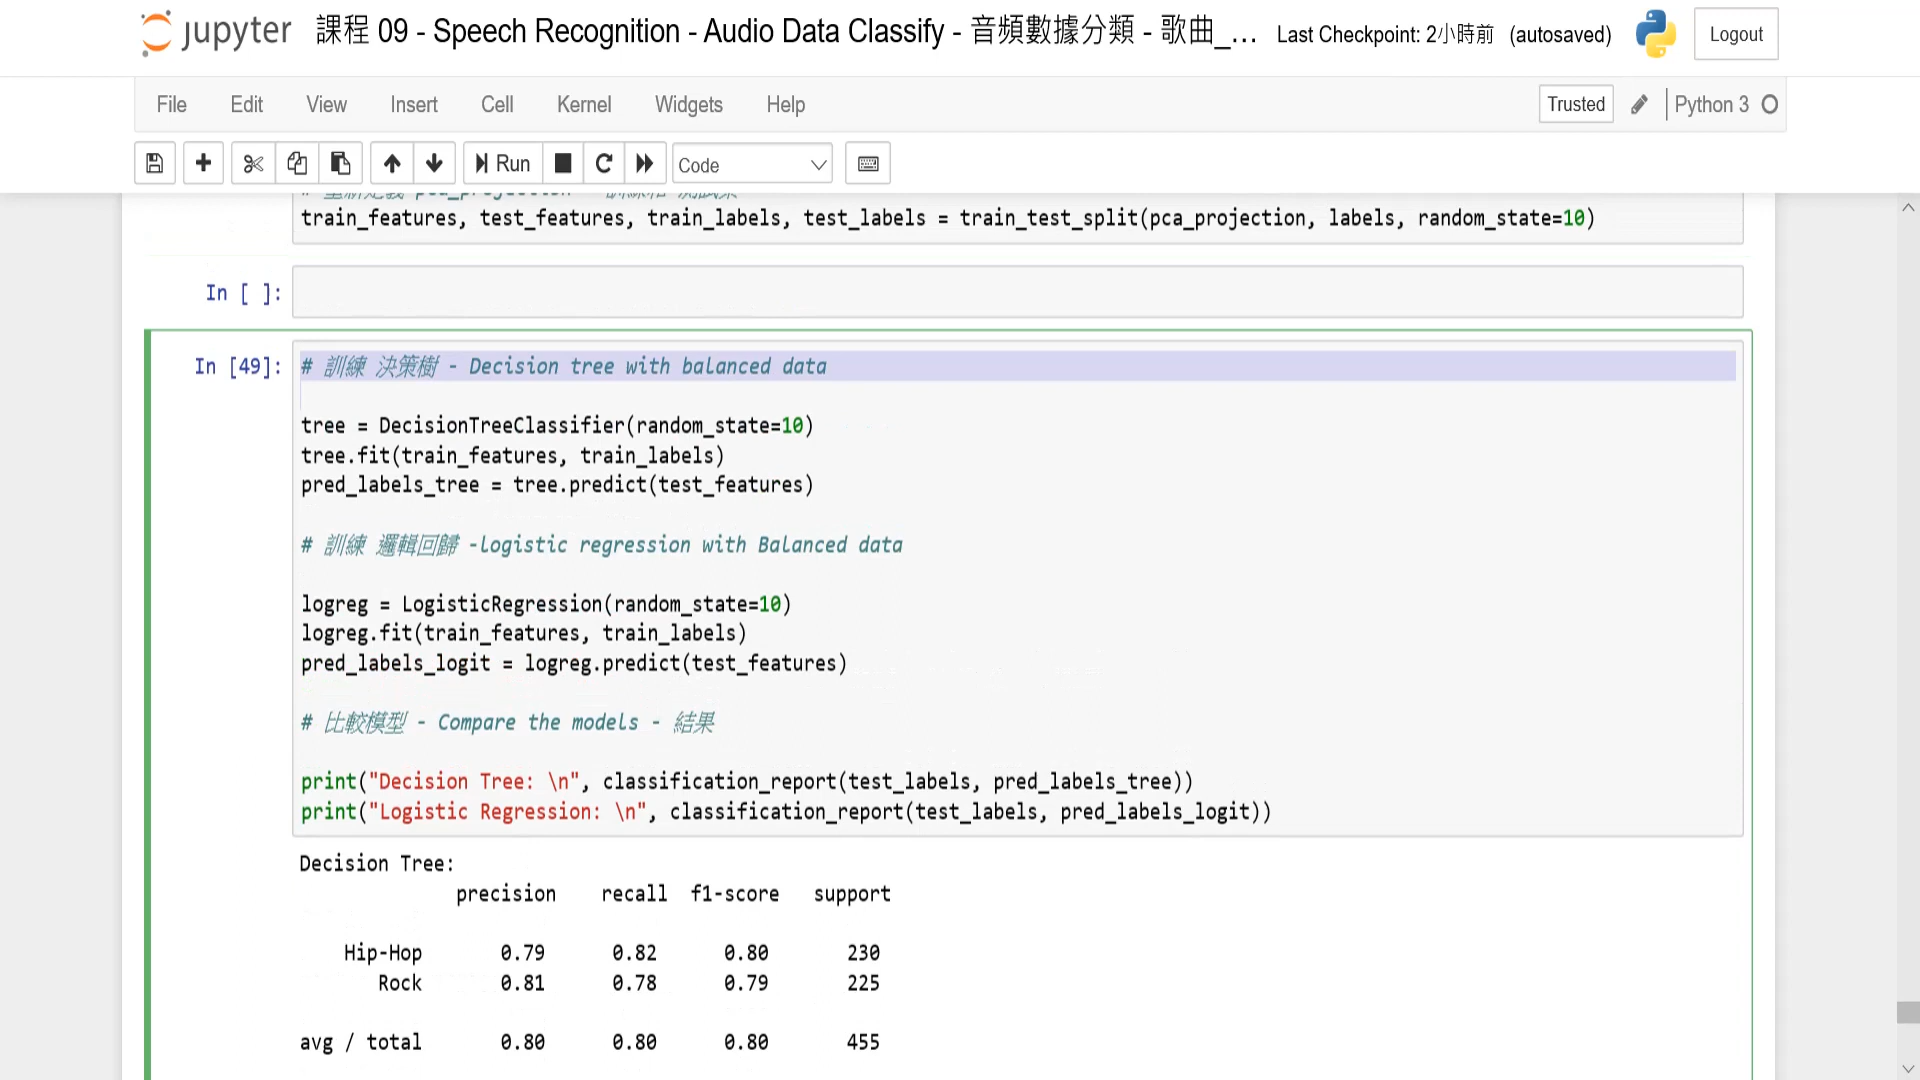 jupyter 課程 09 - Speech Recognition - Audio Data Classify - 音頻數據分類 - 歌曲_... Last Checkpoint: 2小時前 (autosaved) Logout
File Edit View Insert Cell Kernel Widgets Help Trusted Python 3
Run Code
train_features, test_features, train_labels, test_labels = train_test_split(pca_projection, labels, random_state=10)
In [ ]:
In [49]: # 訓練 決策樹 - Decision tree with balanced data
tree = DecisionTreeClassifier(random_state=10)
tree.fit(train_features, train_labels)
pred_labels_tree = tree.predict(test_features)
# 訓練 邏輯回歸 -logistic regression with Balanced data
logreg = LogisticRegression(random_state=10)
logreg.fit(train_features, train_labels)
pred_labels_logit = logreg.predict(test_features)
# 比較模型 - Compare the models - 結果
print("Decision Tree: \n", classification_report(test_labels, pred_labels_tree))
print("Logistic Regression: \n", classification_report(test_labels, pred_labels_logit))
Decision Tree:
precision recall f1-score support
Hip-Hop 0.79 0.82 0.80 230
Rock 0.81 0.78 0.79 225
avg / total 0.80 0.80 0.80 455